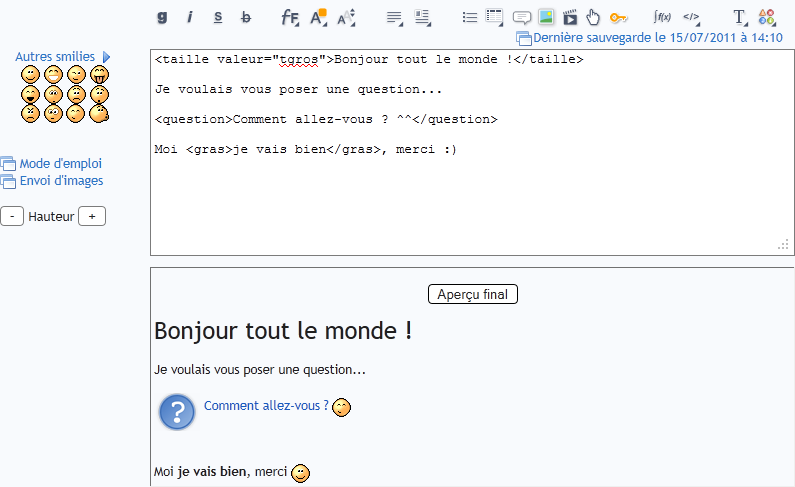 g i s b fF A A f(x) </> T
Dernière sauvegarde le 15/07/2011 à 14:10
Autres smilies
<taille valeur="tgros">Bonjour tout le monde !</taille>
Je voulais vous poser une question...
<question>Comment allez-vous ? ^^</question>
Moi <gras>je vais bien</gras>, merci :)
Mode d'emploi
Envoi d'images
- Hauteur +
Aperçu final
Bonjour tout le monde !
Je voulais vous poser une question...
? Comment allez-vous ?
Moi je vais bien, merci